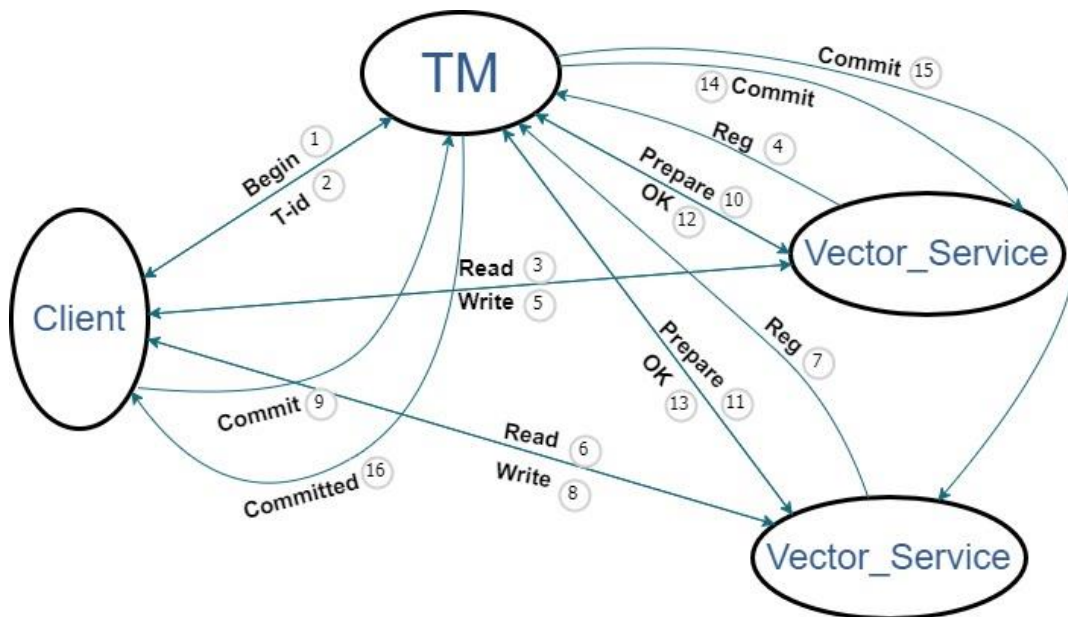 TM
Commit 15
14 Commit
Begin 1
T-id 2
Reg 4
Prepare 10
OK 12
Vector_Service
Read 3
Write 5
Client
Prepare 11
OK 13
Reg 7
Commit 9
Read 6
Write 8
Committed 16
Vector_Service